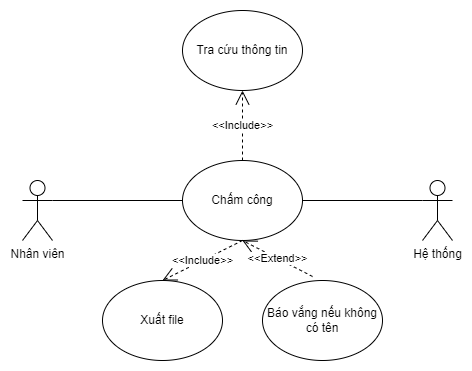 Tra cứu thông tin
<<Include>>
Chấm công
Nhân viên
Hệ thống
<<Include>>
<<Extend>>
Xuất file
Báo vắng nếu không
có tên